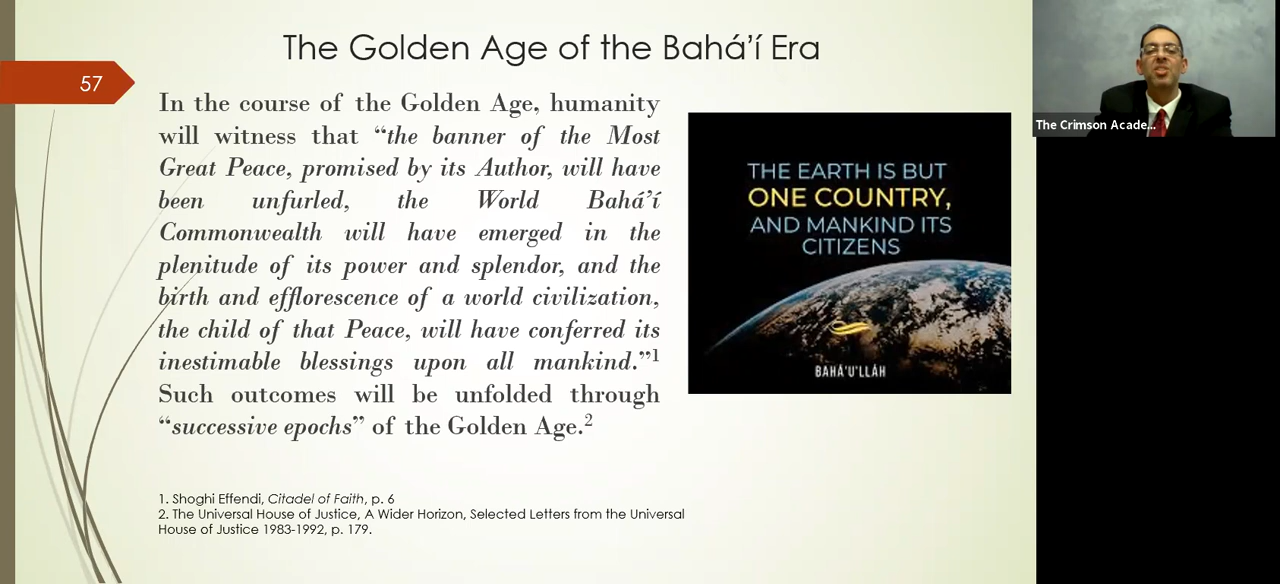 The Golden Age of the Bahá’í Era
57
In the course of the Golden Age, humanity
will witness that “the banner of the Most
Great Peace, promised by its Author, will have
been unfurled, the World Bahá’í
Commonwealth will have emerged in the
plenitude of its power and splendor, and the
birth and efflorescence of a world civilization,
the child of that Peace, will have conferred its
inestimable blessings upon all mankind.”1
Such outcomes will be unfolded through
“successive epochs” of the Golden Age.2
THE EARTH IS BUT
ONE COUNTRY,
AND MANKIND ITS
CITIZENS
BAHÁ'U'LLÁH
1. Shoghi Effendi, Citadel of Faith, p. 6
2. The Universal House of Justice, A Wider Horizon, Selected Letters from the Universal
House of Justice 1983-1992, p. 179.
The Crimson Acade...